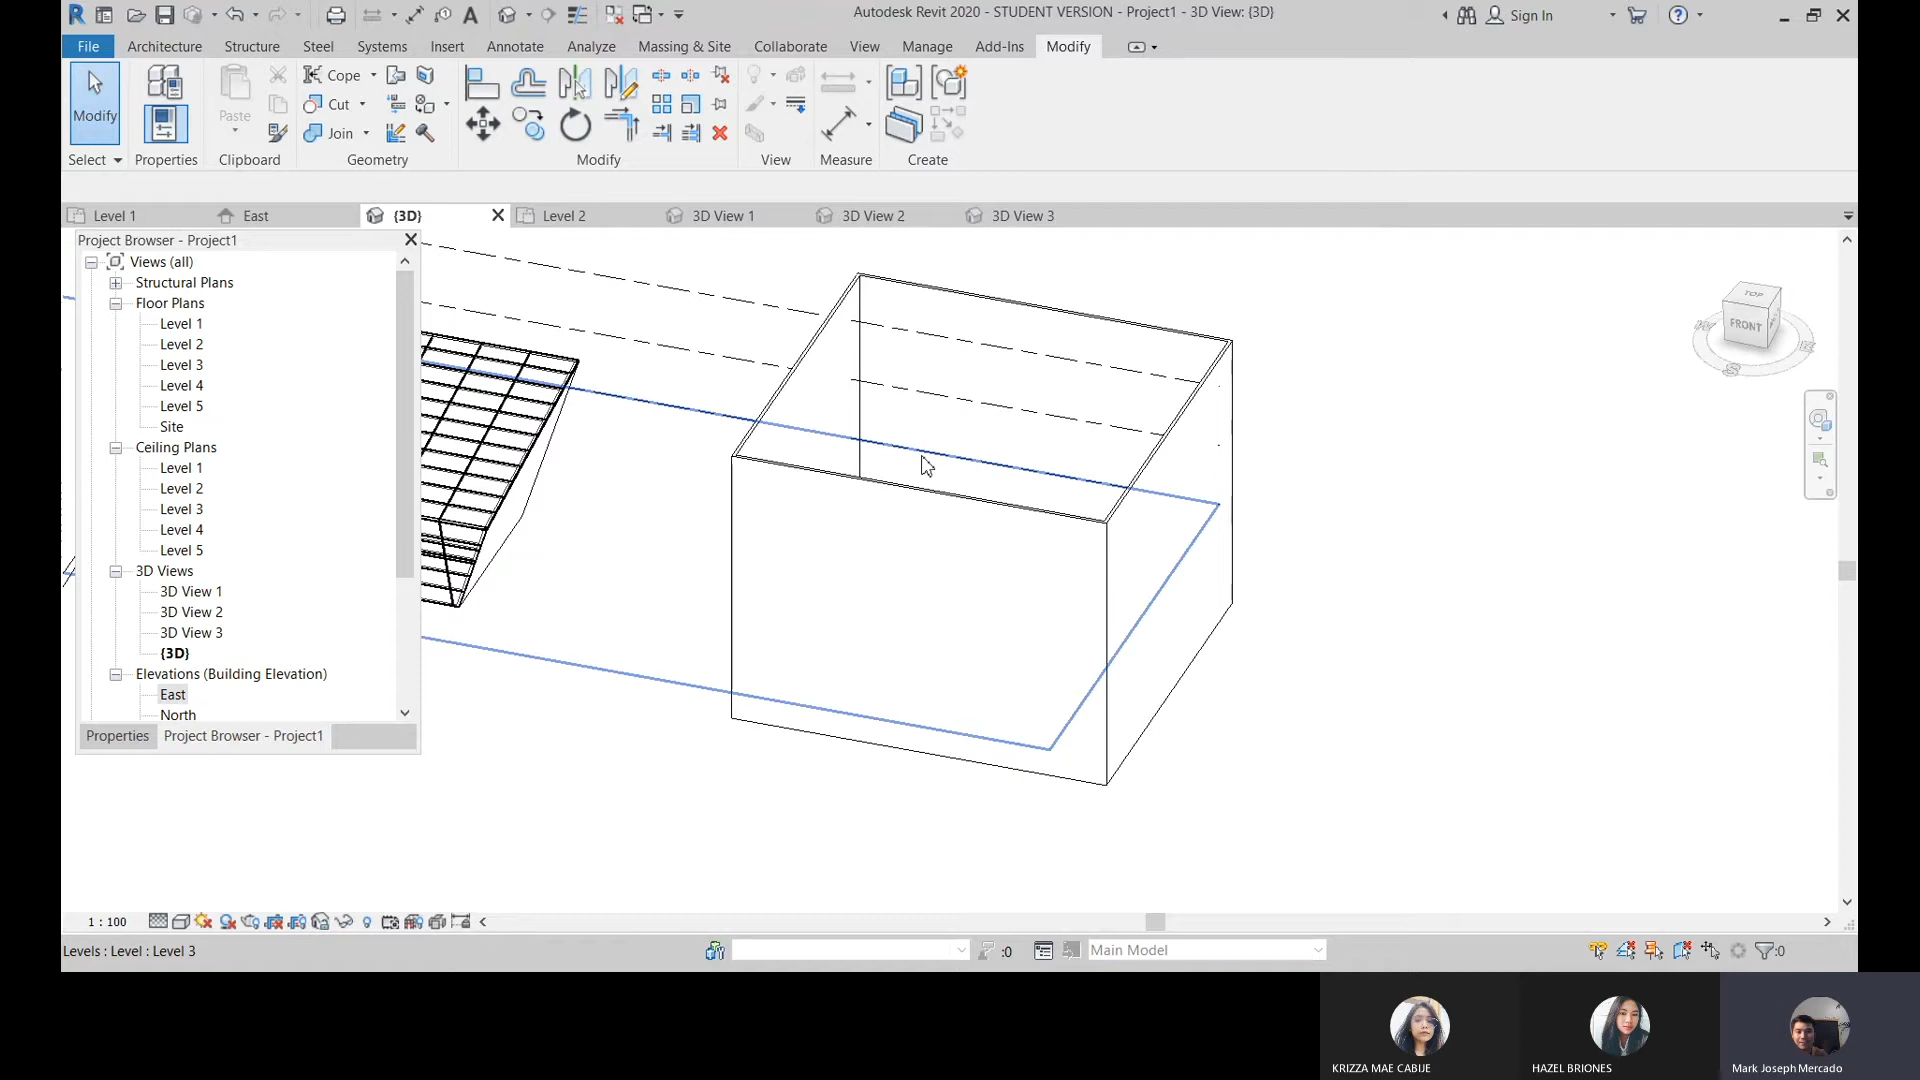 Autodesk Revit 2020 - STUDENT VERSION - Project1 - 3D View: {3D}
Sign In
File
Architecture
Structure
Steel
Systems
Insert
Annotate
Analyze
Massing & Site
Collaborate
View
Manage
Add-Ins
Modify
Modify
Paste
Cope
Cut
Join
Select
Properties
Clipboard
Geometry
Modify
View
Measure
Create
Level 1
East
{3D}
Level 2
3D View 1
3D View 2
3D View 3
Project Browser - Project1
Views (all)
Structural Plans
Floor Plans
Level 1
Level 2
Level 3
Level 4
Level 5
Site
Ceiling Plans
Level 1
Level 2
Level 3
Level 4
Level 5
3D Views
3D View 1
3D View 2
3D View 3
{3D}
Elevations (Building Elevation)
East
North
Properties
Project Browser - Project1
TOP
FRONT
W
S
E
1 : 100
Levels : Level : Level 3
:0
Main Model
:0
KRIZZA MAE CABIJE
HAZEL BRIONES
Mark Joseph Mercado